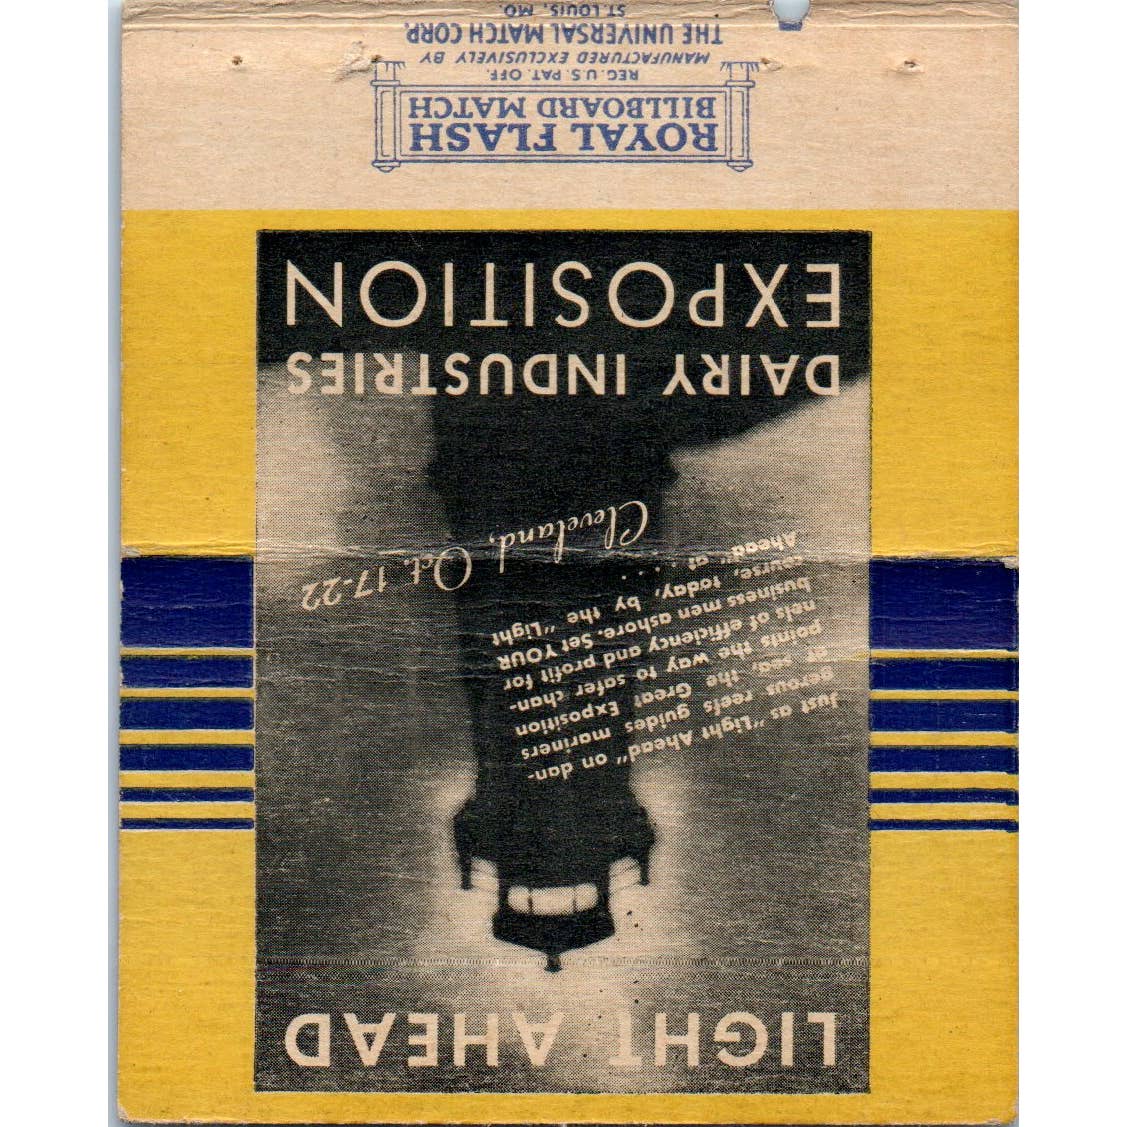 LIGHT AHEAD
Just as "Light Ahead" on dan-
gerous reefs guides mariners
at sea, the Great Exposition
points the way to safer chan-
nels of efficiency and profit for
business men ashore. Set YOUR
course, today, by the "Light
Ahead" at . . .
Cleveland, Oct. 17-22
DAIRY INDUSTRIES
EXPOSITION
ROYAL FLASH
BILLBOARD MATCH
REG. U.S. PAT. OFF.
MANUFACTURED EXCLUSIVELY BY
THE UNIVERSAL MATCH CORP.
ST. LOUIS, MO.